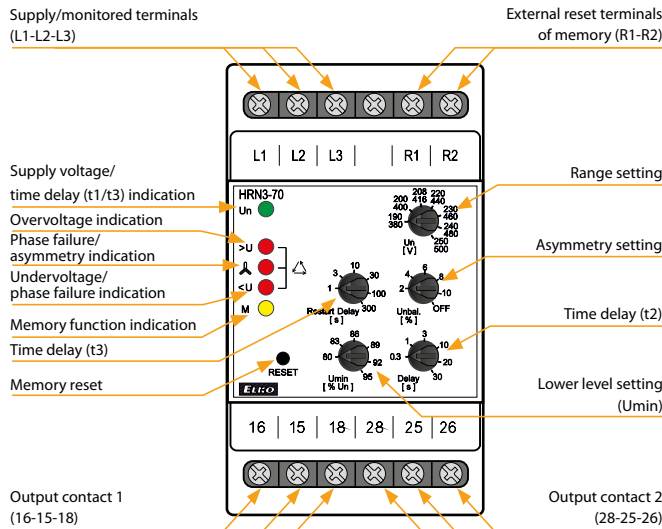 Supply/monitored terminals
(L1-L2-L3)
External reset terminals
of memory (R1-R2)
L1 | L2 | L3 | | R1 | R2
Supply voltage/
time delay (t1/t3) indication
Overvoltage indication
Phase failure/
asymmetry indication
Undervoltage/
phase failure indication
Memory function indication
Time delay (t3)
Memory reset
HRN3-70
Un
>U
<U
M
RESET
ELKO
190
380
200
400
208
416
220
440
230
460
240
480
250
500
Un
[V]
1
3
10
30
100
300
Restart Delay
[s]
2
4
6
8
10
OFF
Unbal.
[%]
80
83
86
89
92
95
Umin
[% Un]
0.3
1
3
10
20
30
Delay
[s]
Range setting
Asymmetry setting
Time delay (t2)
Lower level setting
(Umin)
16 | 15 | 18 | 28 | 25 | 26
Output contact 1
(16-15-18)
Output contact 2
(28-25-26)